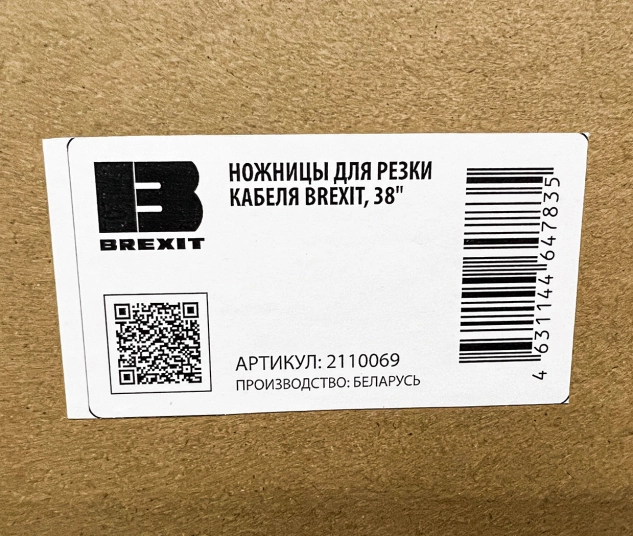 НОЖНИЦЫ ДЛЯ РЕЗКИ
КАБЕЛЯ BREXIT, 38"
BREXIT
АРТИКУЛ: 2110069
ПРОИЗВОДСТВО: БЕЛАРУСЬ
4 631144 647835